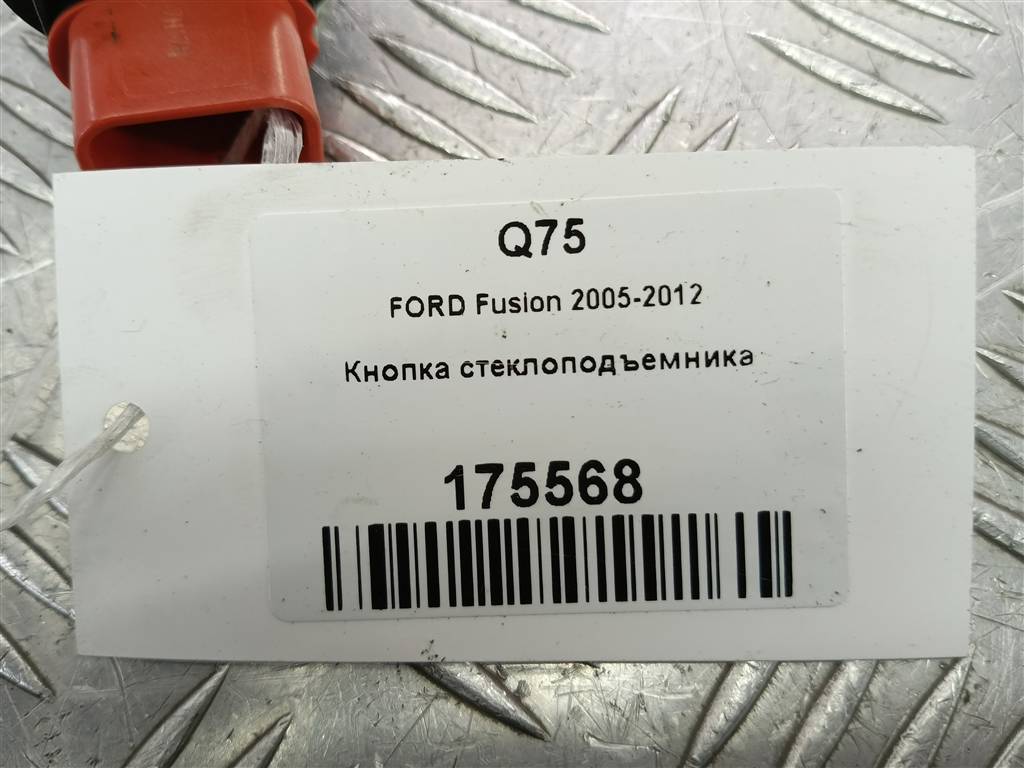 Q75
FORD Fusion 2005-2012
Кнопка стеклоподъемника
175568